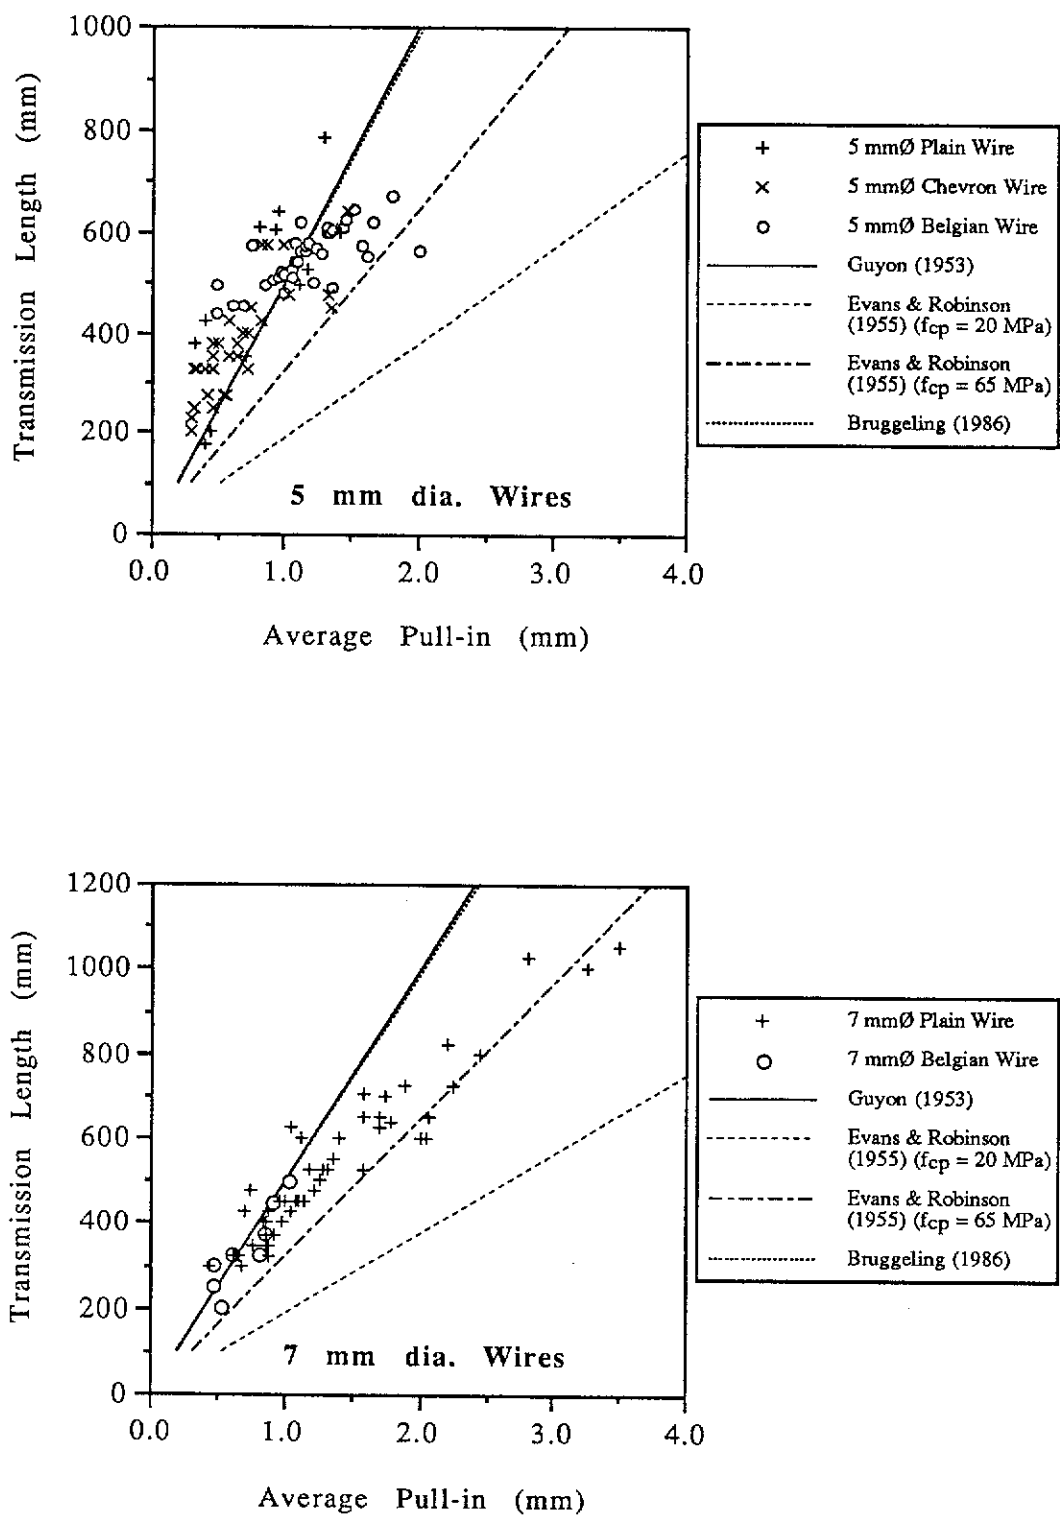 1000
800
600
400
200
0
Transmission Length (mm)
0.0 1.0 2.0 3.0 4.0
Average Pull-in (mm)
5 mm dia. Wires
+ 5 mmØ Plain Wire
× 5 mmØ Chevron Wire
o 5 mmØ Belgian Wire
Guyon (1953)
Evans & Robinson
(1955) (fcp = 20 MPa)
Evans & Robinson
(1955) (fcp = 65 MPa)
Bruggeling (1986)
1200
1000
800
600
400
200
0
Transmission Length (mm)
0.0 1.0 2.0 3.0 4.0
Average Pull-in (mm)
7 mm dia. Wires
+ 7 mmØ Plain Wire
O 7 mmØ Belgian Wire
Guyon (1953)
Evans & Robinson
(1955) (fcp = 20 MPa)
Evans & Robinson
(1955) (fcp = 65 MPa)
Bruggeling (1986)